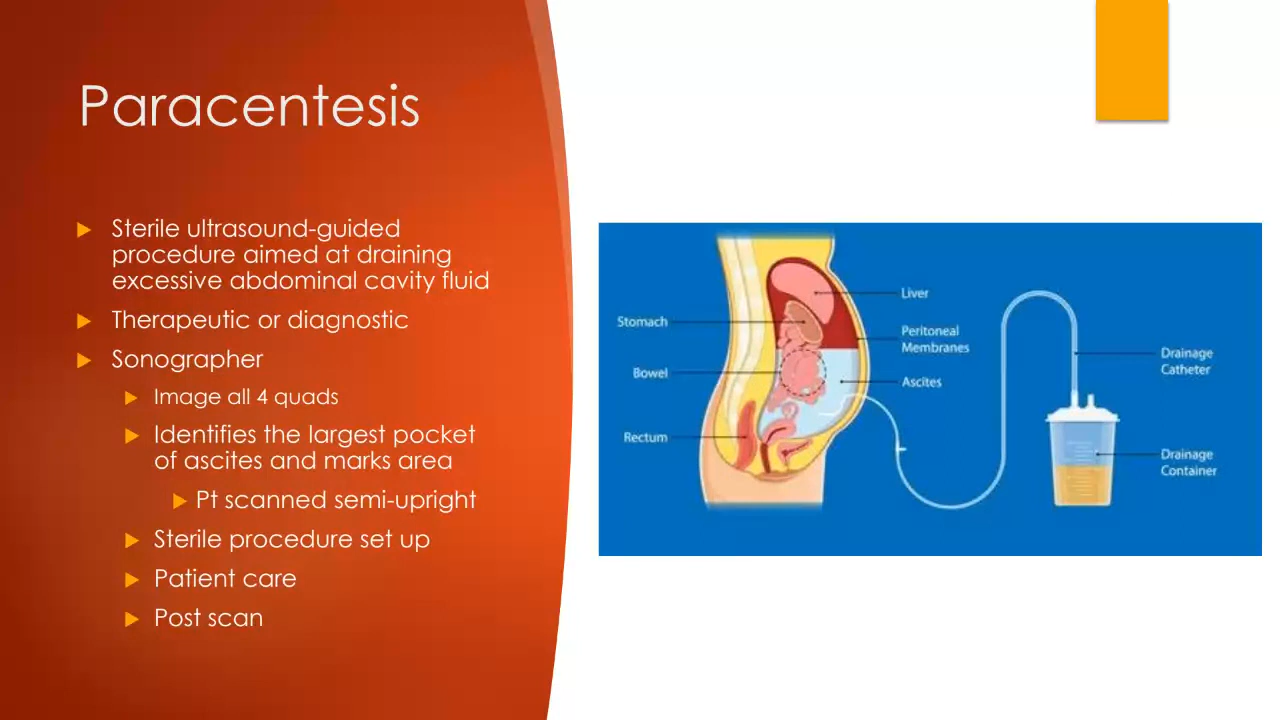 Paracentesis
Sterile ultrasound-guided
procedure aimed at draining
excessive abdominal cavity fluid
Therapeutic or diagnostic
Sonographer
Image all 4 quads
Identifies the largest pocket
of ascites and marks area
Pt scanned semi-upright
Sterile procedure set up
Patient care
Post scan
Stomach
Bowel
Rectum
Liver
Peritoneal
Membranes
Ascites
Drainage
Catheter
Drainage
Container